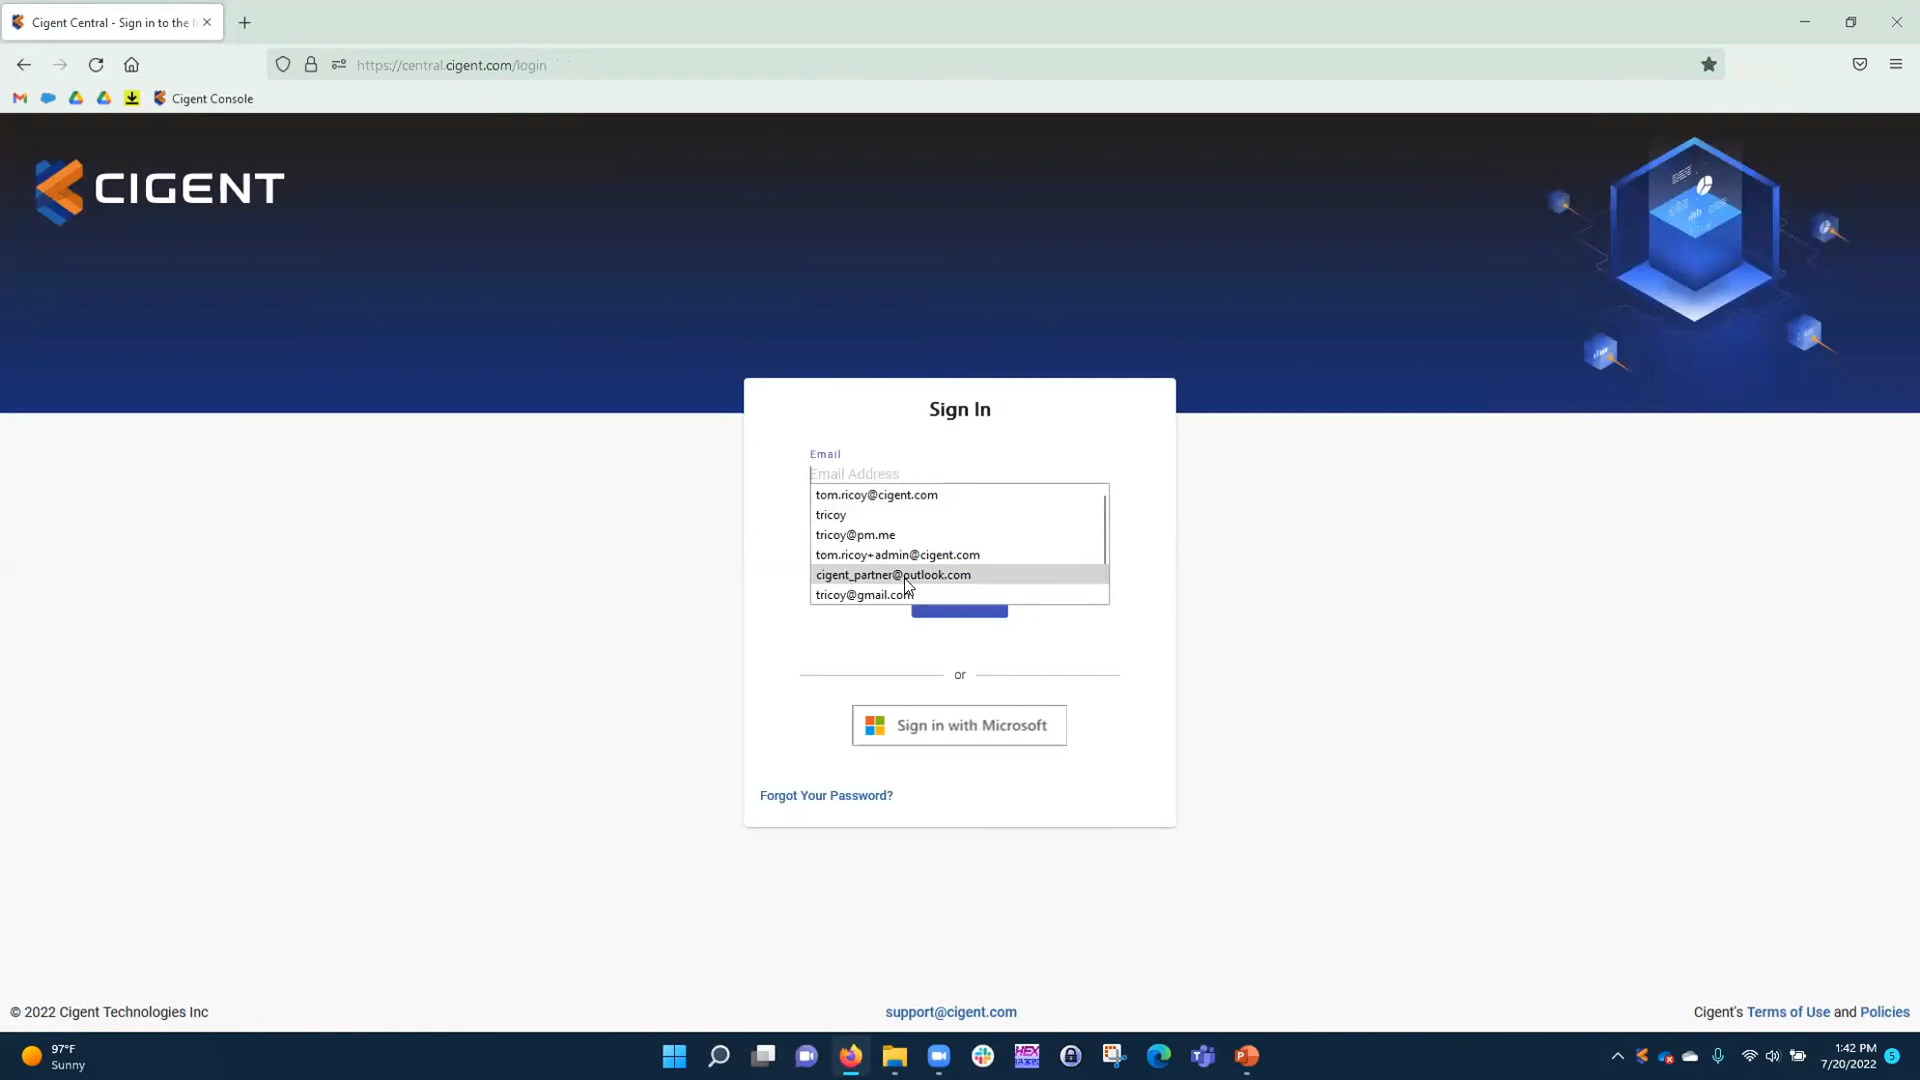 Cigent Central - Sign in to the
https://central.cigent.com/login
Cigent Console
CIGENT
Sign In
Email
Email Address
tom.ricoy@cigent.com
tricoy
tricoy@pm.me
tom.ricoy+admin@cigent.com
cigent_partner@outlook.com
tricoy@gmail.com
or
Sign in with Microsoft
Forgot Your Password?
© 2022 Cigent Technologies Inc
support@cigent.com
Cigent's Terms of Use and Policies
97°F
Sunny
HEX
1:42 PM
7/20/2022
5